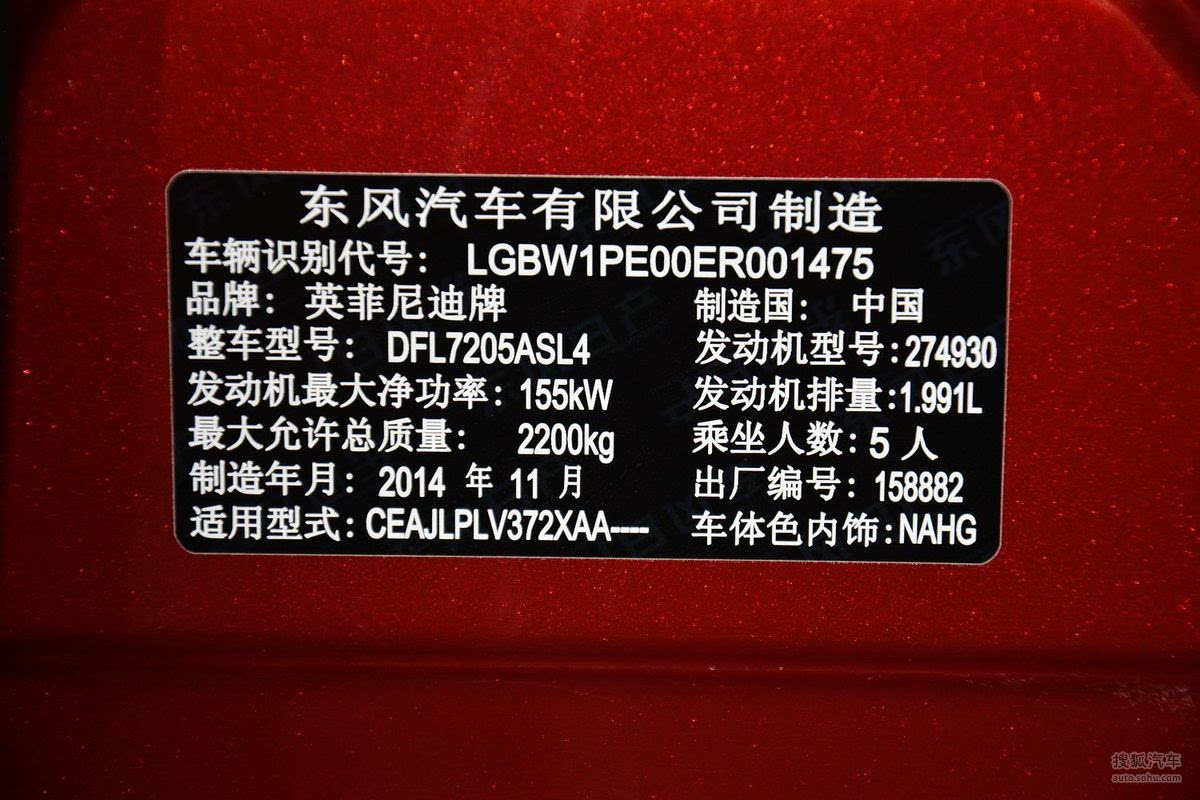 东风汽车有限公司制造
车辆识别代号: LGBW1PE00ER001475
品牌: 英菲尼迪牌 制造国: 中国
整车型号: DFL7205ASL4 发动机型号:274930
发动机最大净功率: 155kW 发动机排量:1.991L
最大允许总质量: 2200kg 乘坐人数: 5 人
制造年月: 2014 年 11 月 出厂编号: 158882
适用型式: CEAJLPLV372XAA---- 车体色内饰:NAHG
搜狐汽车
auto.sohu.com